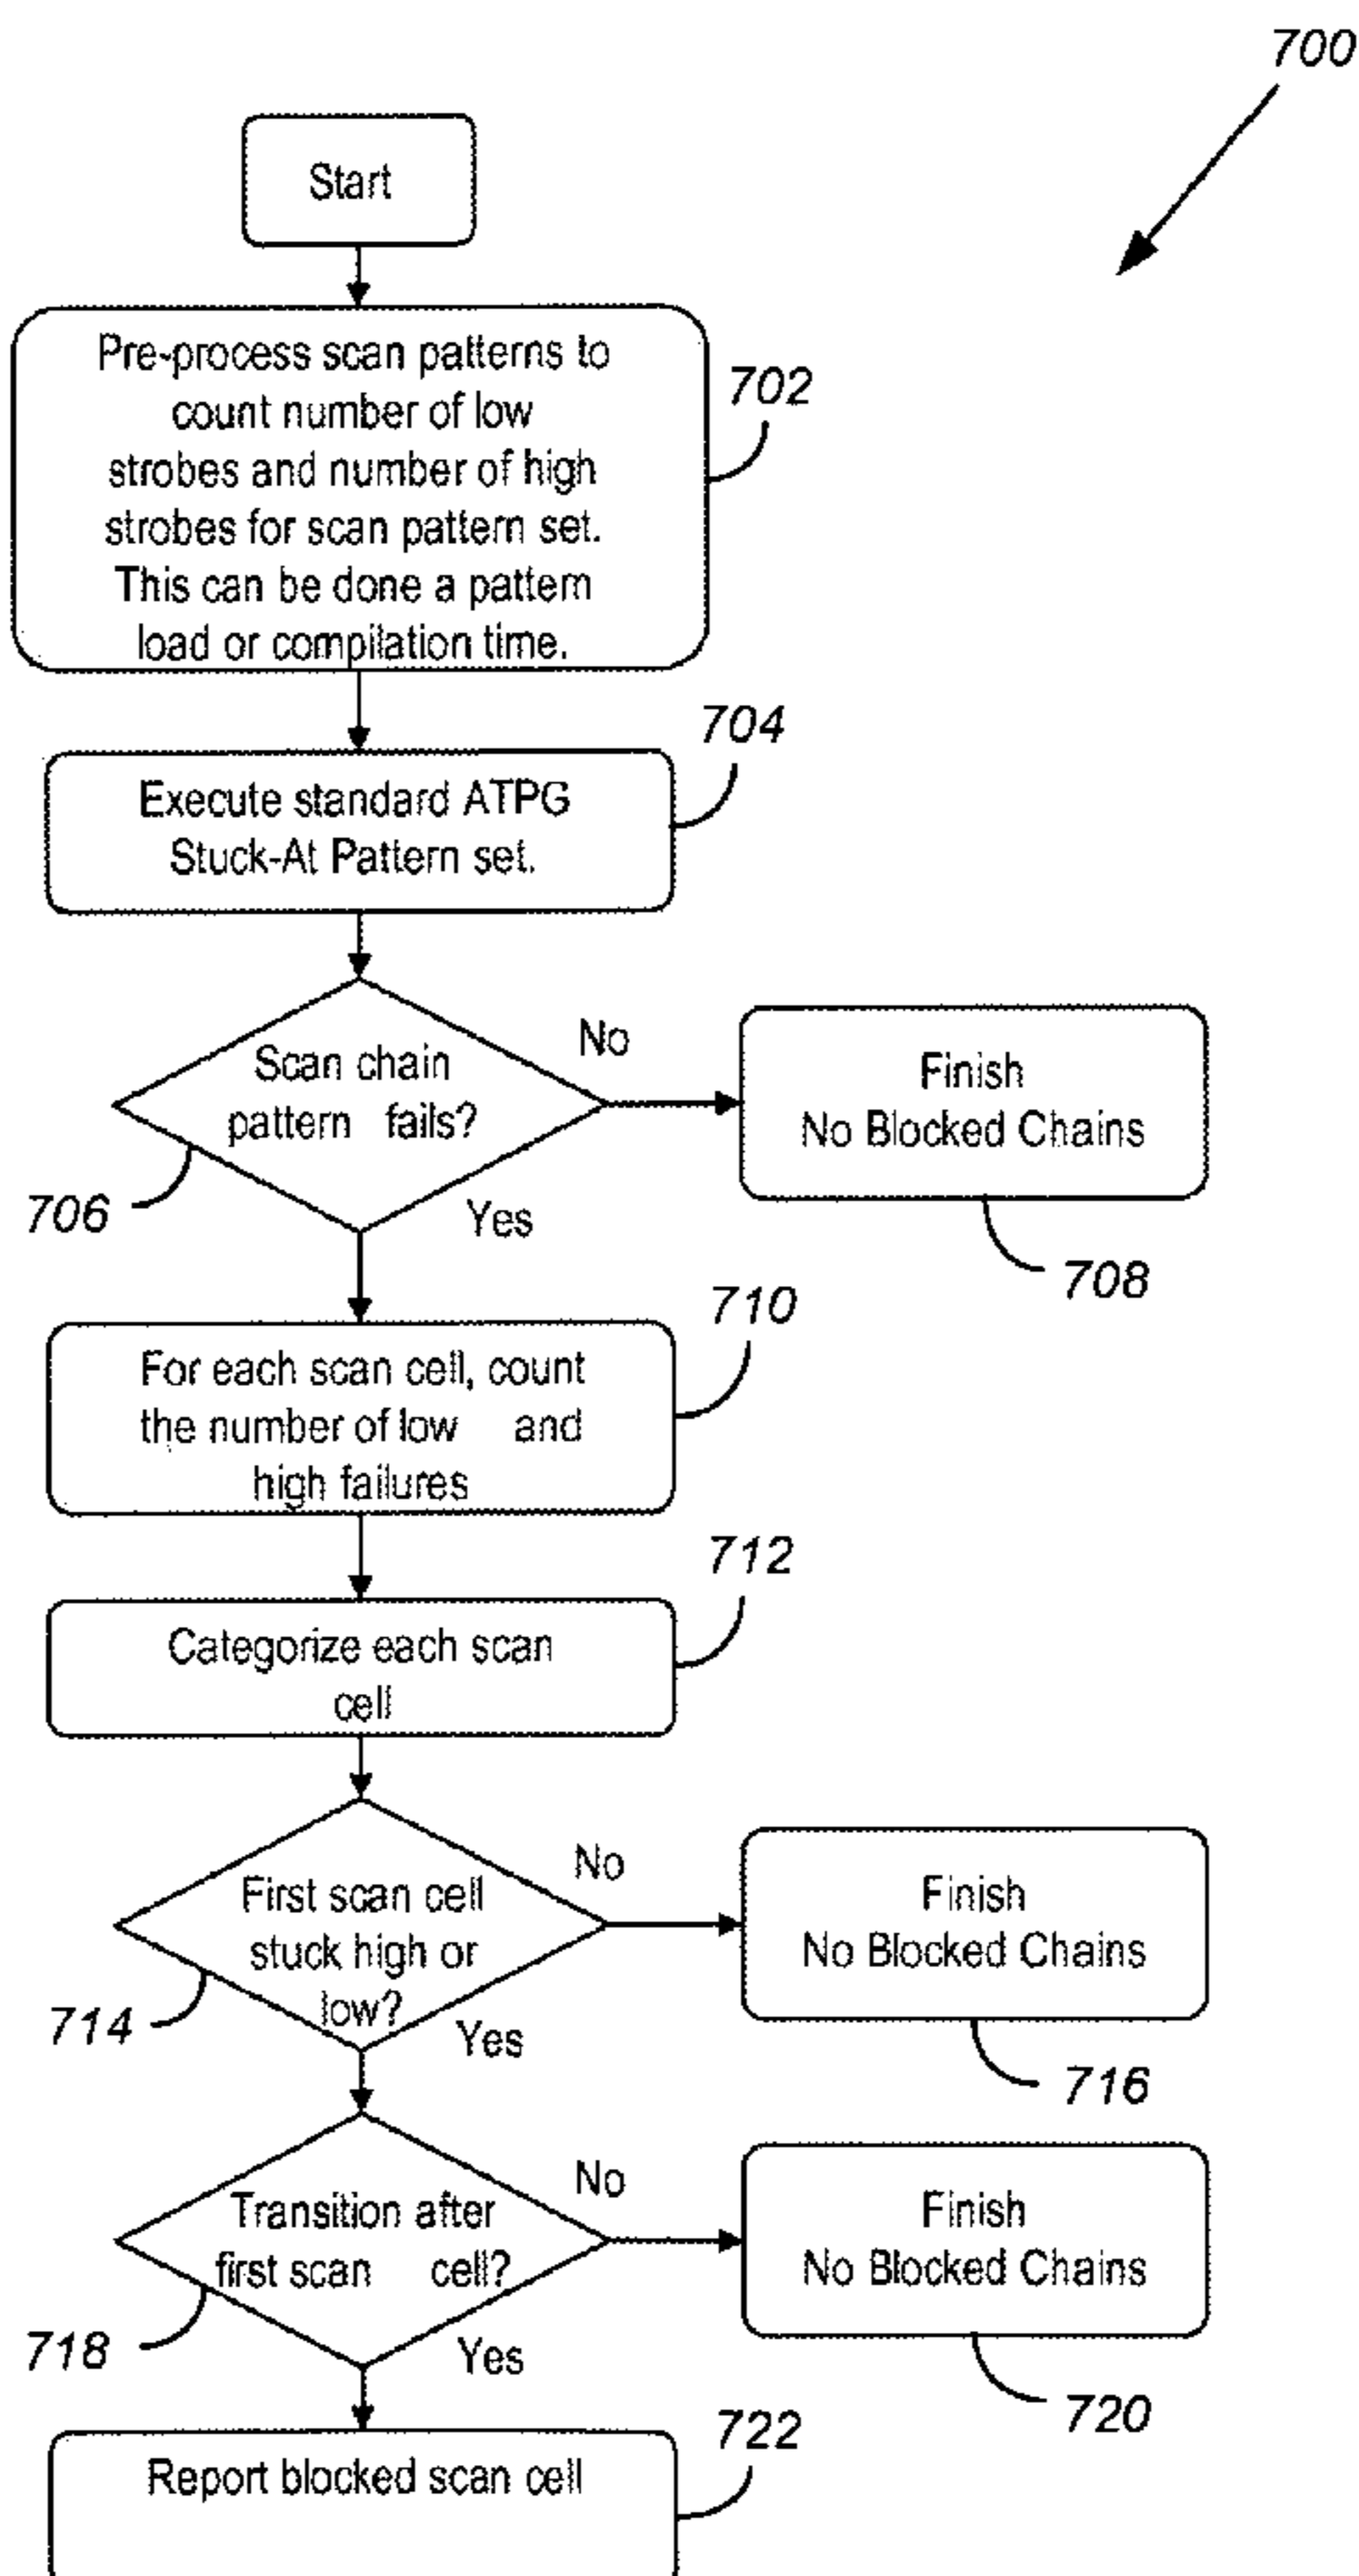 700
Start
Pre-process scan patterns to
count number of low
strobes and number of high
strobes for scan pattern set.
This can be done a pattern
load or compilation time.
702
704
Execute standard ATPG
Stuck-At Pattern set.
Scan chain
pattern fails?
No
Finish
No Blocked Chains
706
Yes
708
710
For each scan cell, count
the number of low and
high failures
712
Categorize each scan
cell
First scan cell
stuck high or
low?
No
Finish
No Blocked Chains
714
Yes
716
Transition after
first scan cell?
No
Finish
No Blocked Chains
718
Yes
720
722
Report blocked scan cell